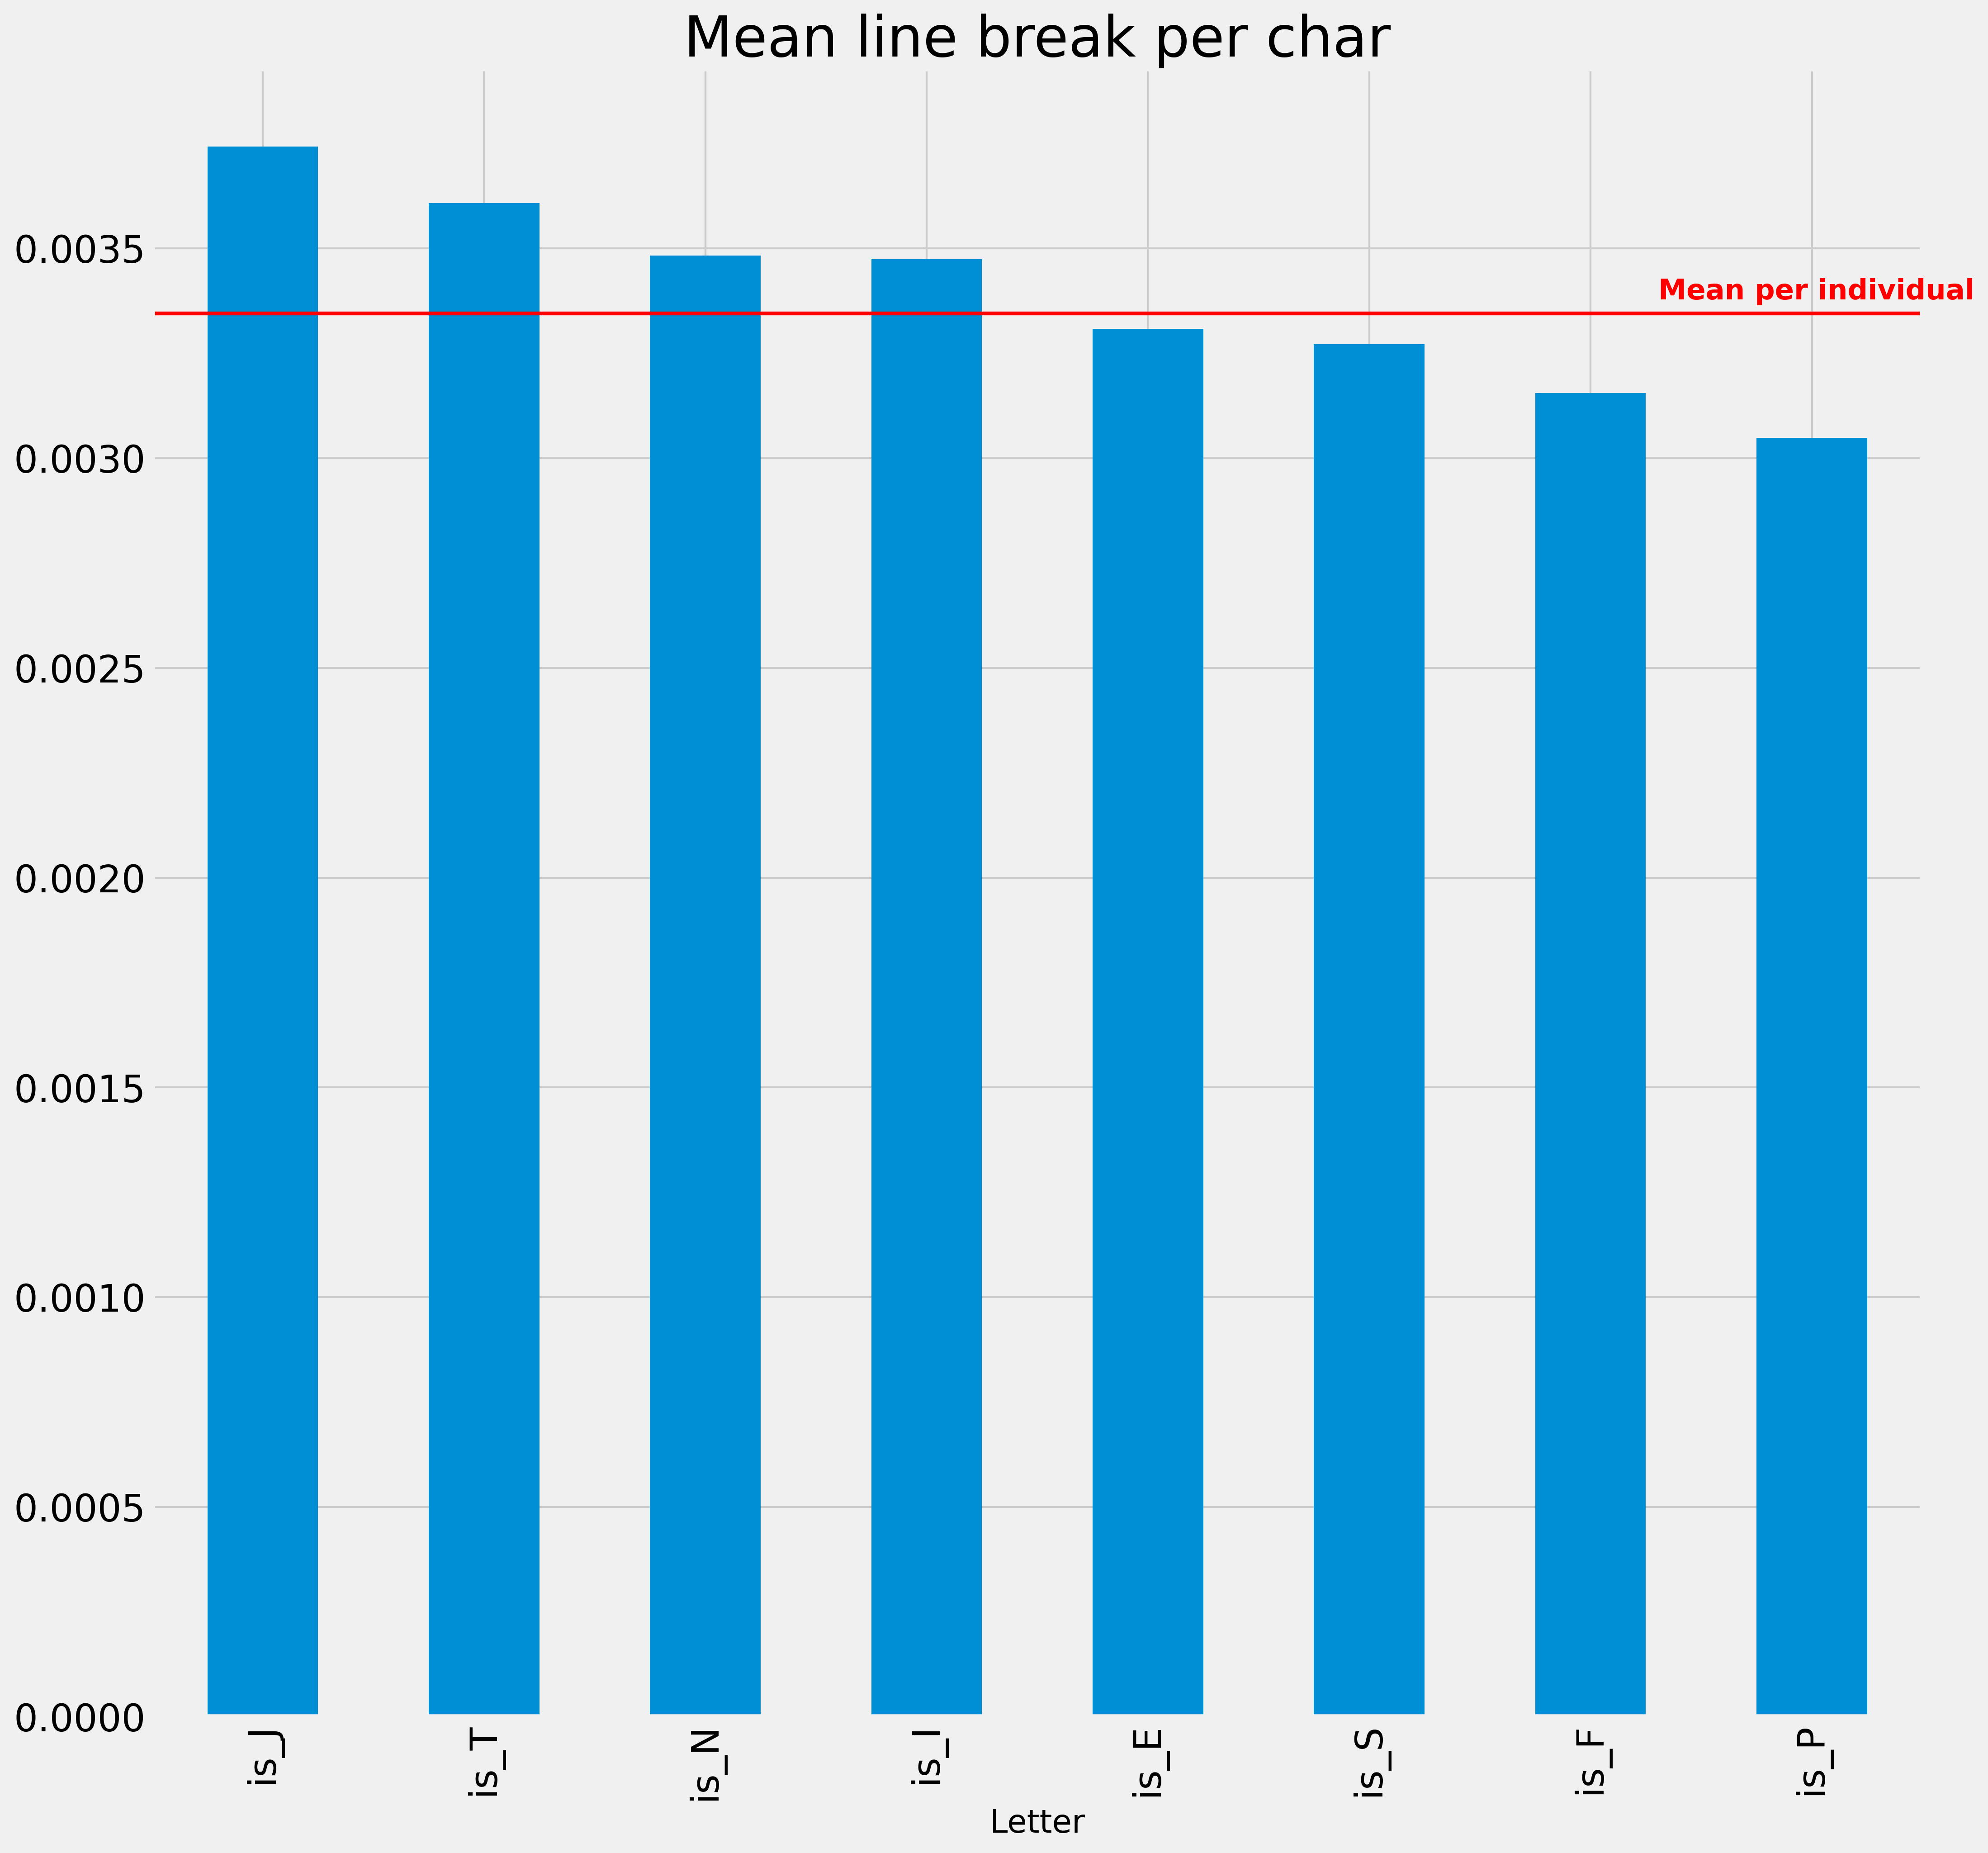 Mean line break per char
0.0035
Mean per individual
0.0030
0.0025
0.0020
0.0015
0.0010
0.0005
0.0000
is_J
is_T
is_N
is_I
is_E
is_S
is_F
is_P
Letter